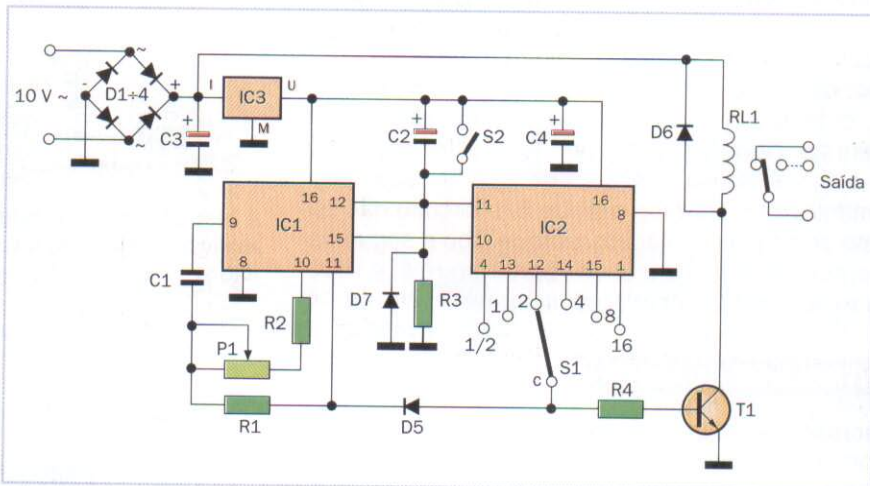 10 V ~
~
-
D1÷4
+
~
I
IC3
U
M
+
C3
+
C2
S2
+
C4
D6
RL1
Saída
16
9
12
IC1
15
8
10
11
C1
R2
P1
R1
D7
R3
11
16
IC2
8
10
4
13
12
14
15
1
1/2
1
2
4
8
16
c
S1
D5
R4
T1